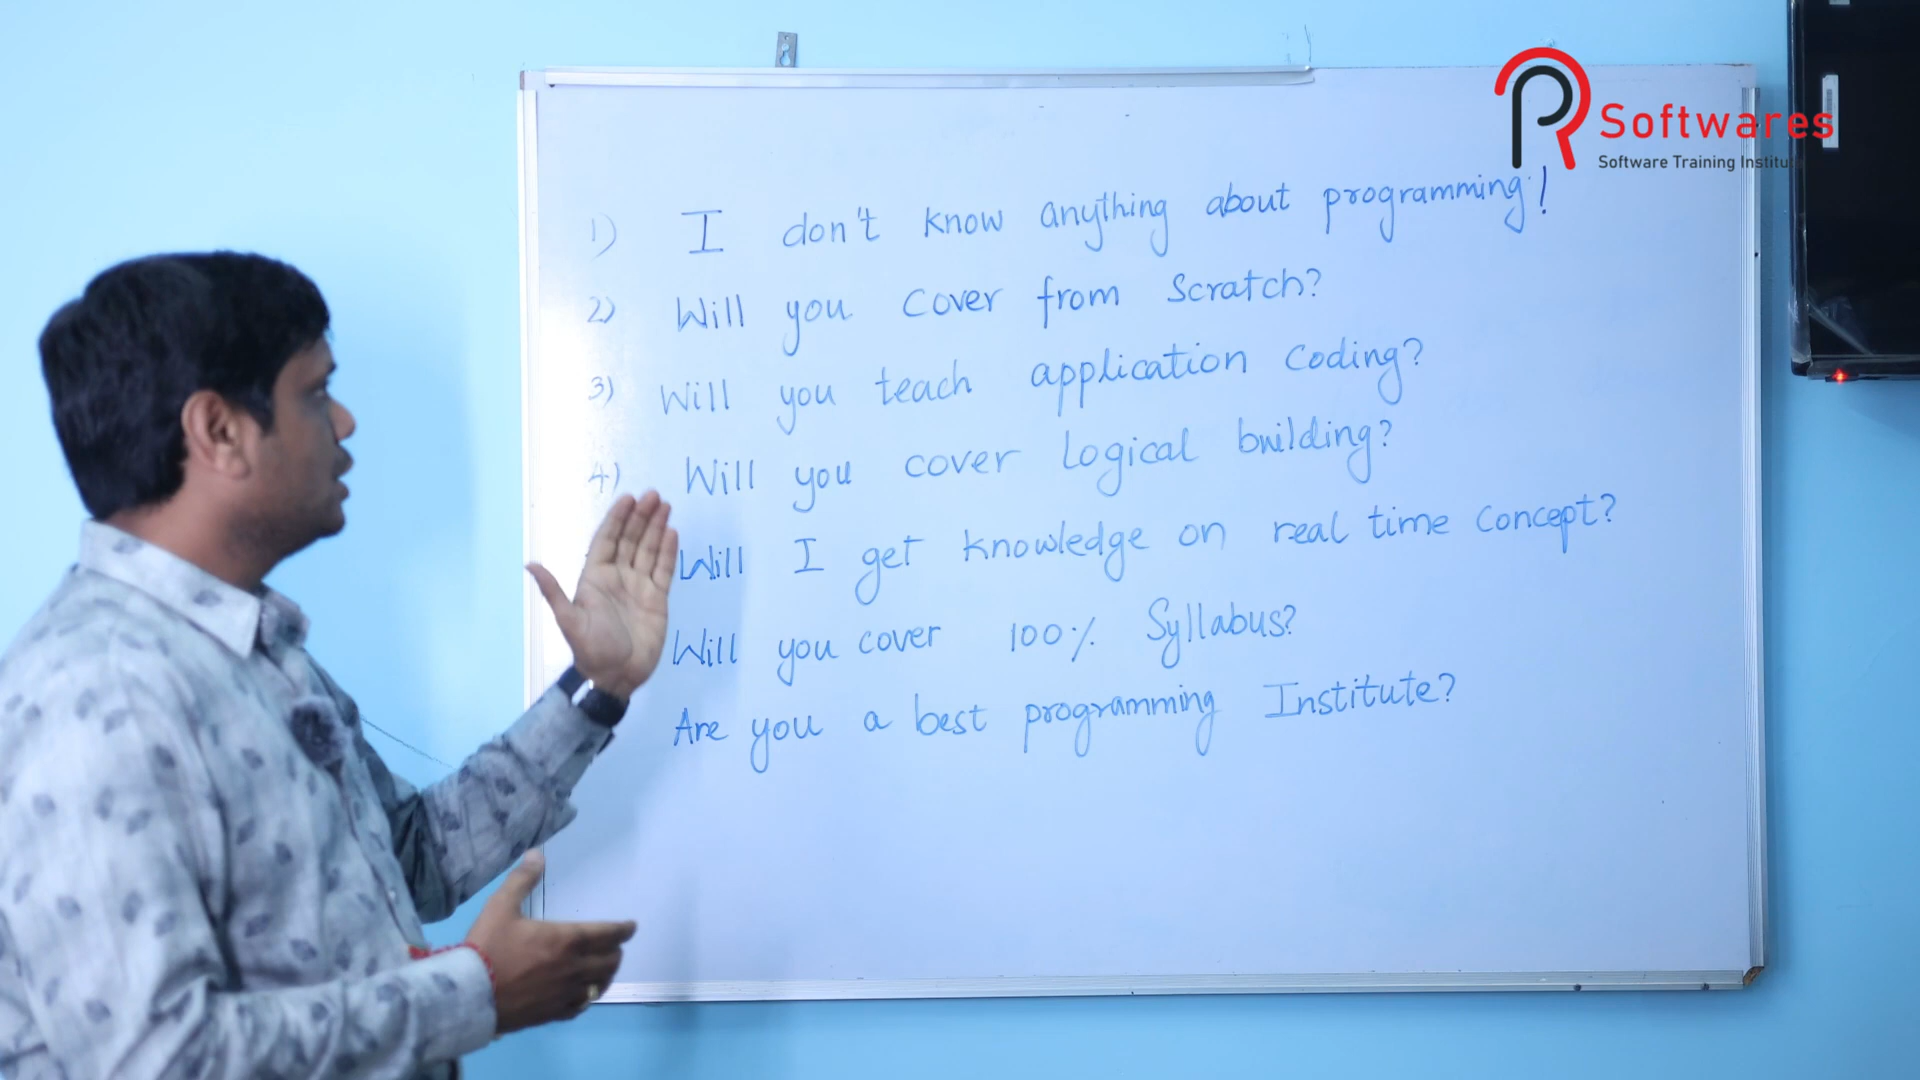 R Softwares
Software Training Institute
1) I don't know anything about programming!
2) Will you cover from Scratch?
3) Will you teach application coding?
4) Will you cover Logical building?
Will I get knowledge on real time concept?
Will you cover 100% Syllabus?
Are you a best programming Institute?